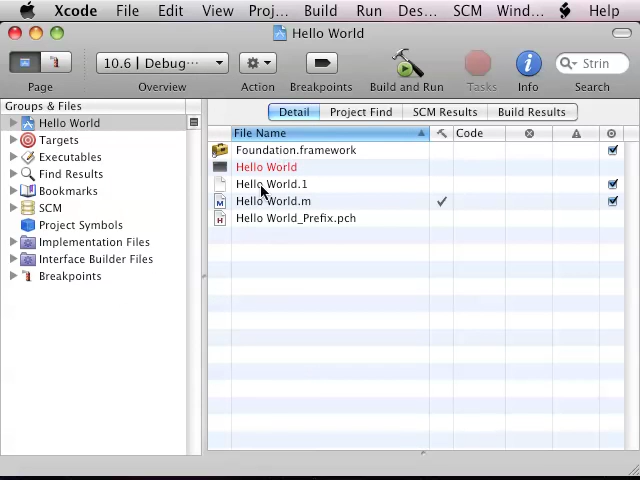 Xcode File Edit View Proj... Build Run Des... SCM Wind... Help
Hello World
10.6 | Debug··· Strin
Page Overview Action Breakpoints Build and Run Tasks Info Search
Groups & Files
Detail Project Find SCM Results Build Results
File Name Code
Hello World
Targets
Executables
Find Results
Bookmarks
SCM
Project Symbols
Implementation Files
Interface Builder Files
Breakpoints
Foundation.framework
Hello World
Hello World.1
Hello World.m
Hello World_Prefix.pch